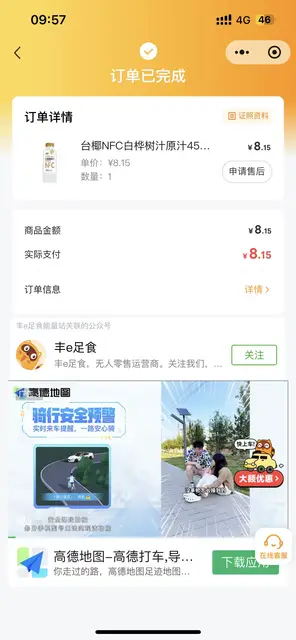 09:57
4G 46
订单已完成
订单详情
证照资料
台椰NFC白桦树汁原汁45...
¥8.15
单价：¥8.15
数量：1
申请售后
商品金额
¥8.15
实际支付
¥8.15
订单信息
详情
丰e足食能量站关联的公众号
丰e足食
丰e足食，无人零售运营商。关注我们，...
关注
高德地图
骑行安全预警
实时来车提醒，一路安心骑
快上车!
大额优惠
在线客服
高德地图-高德打车,导...
你走过的路，高德地图足迹地图...
下载应用